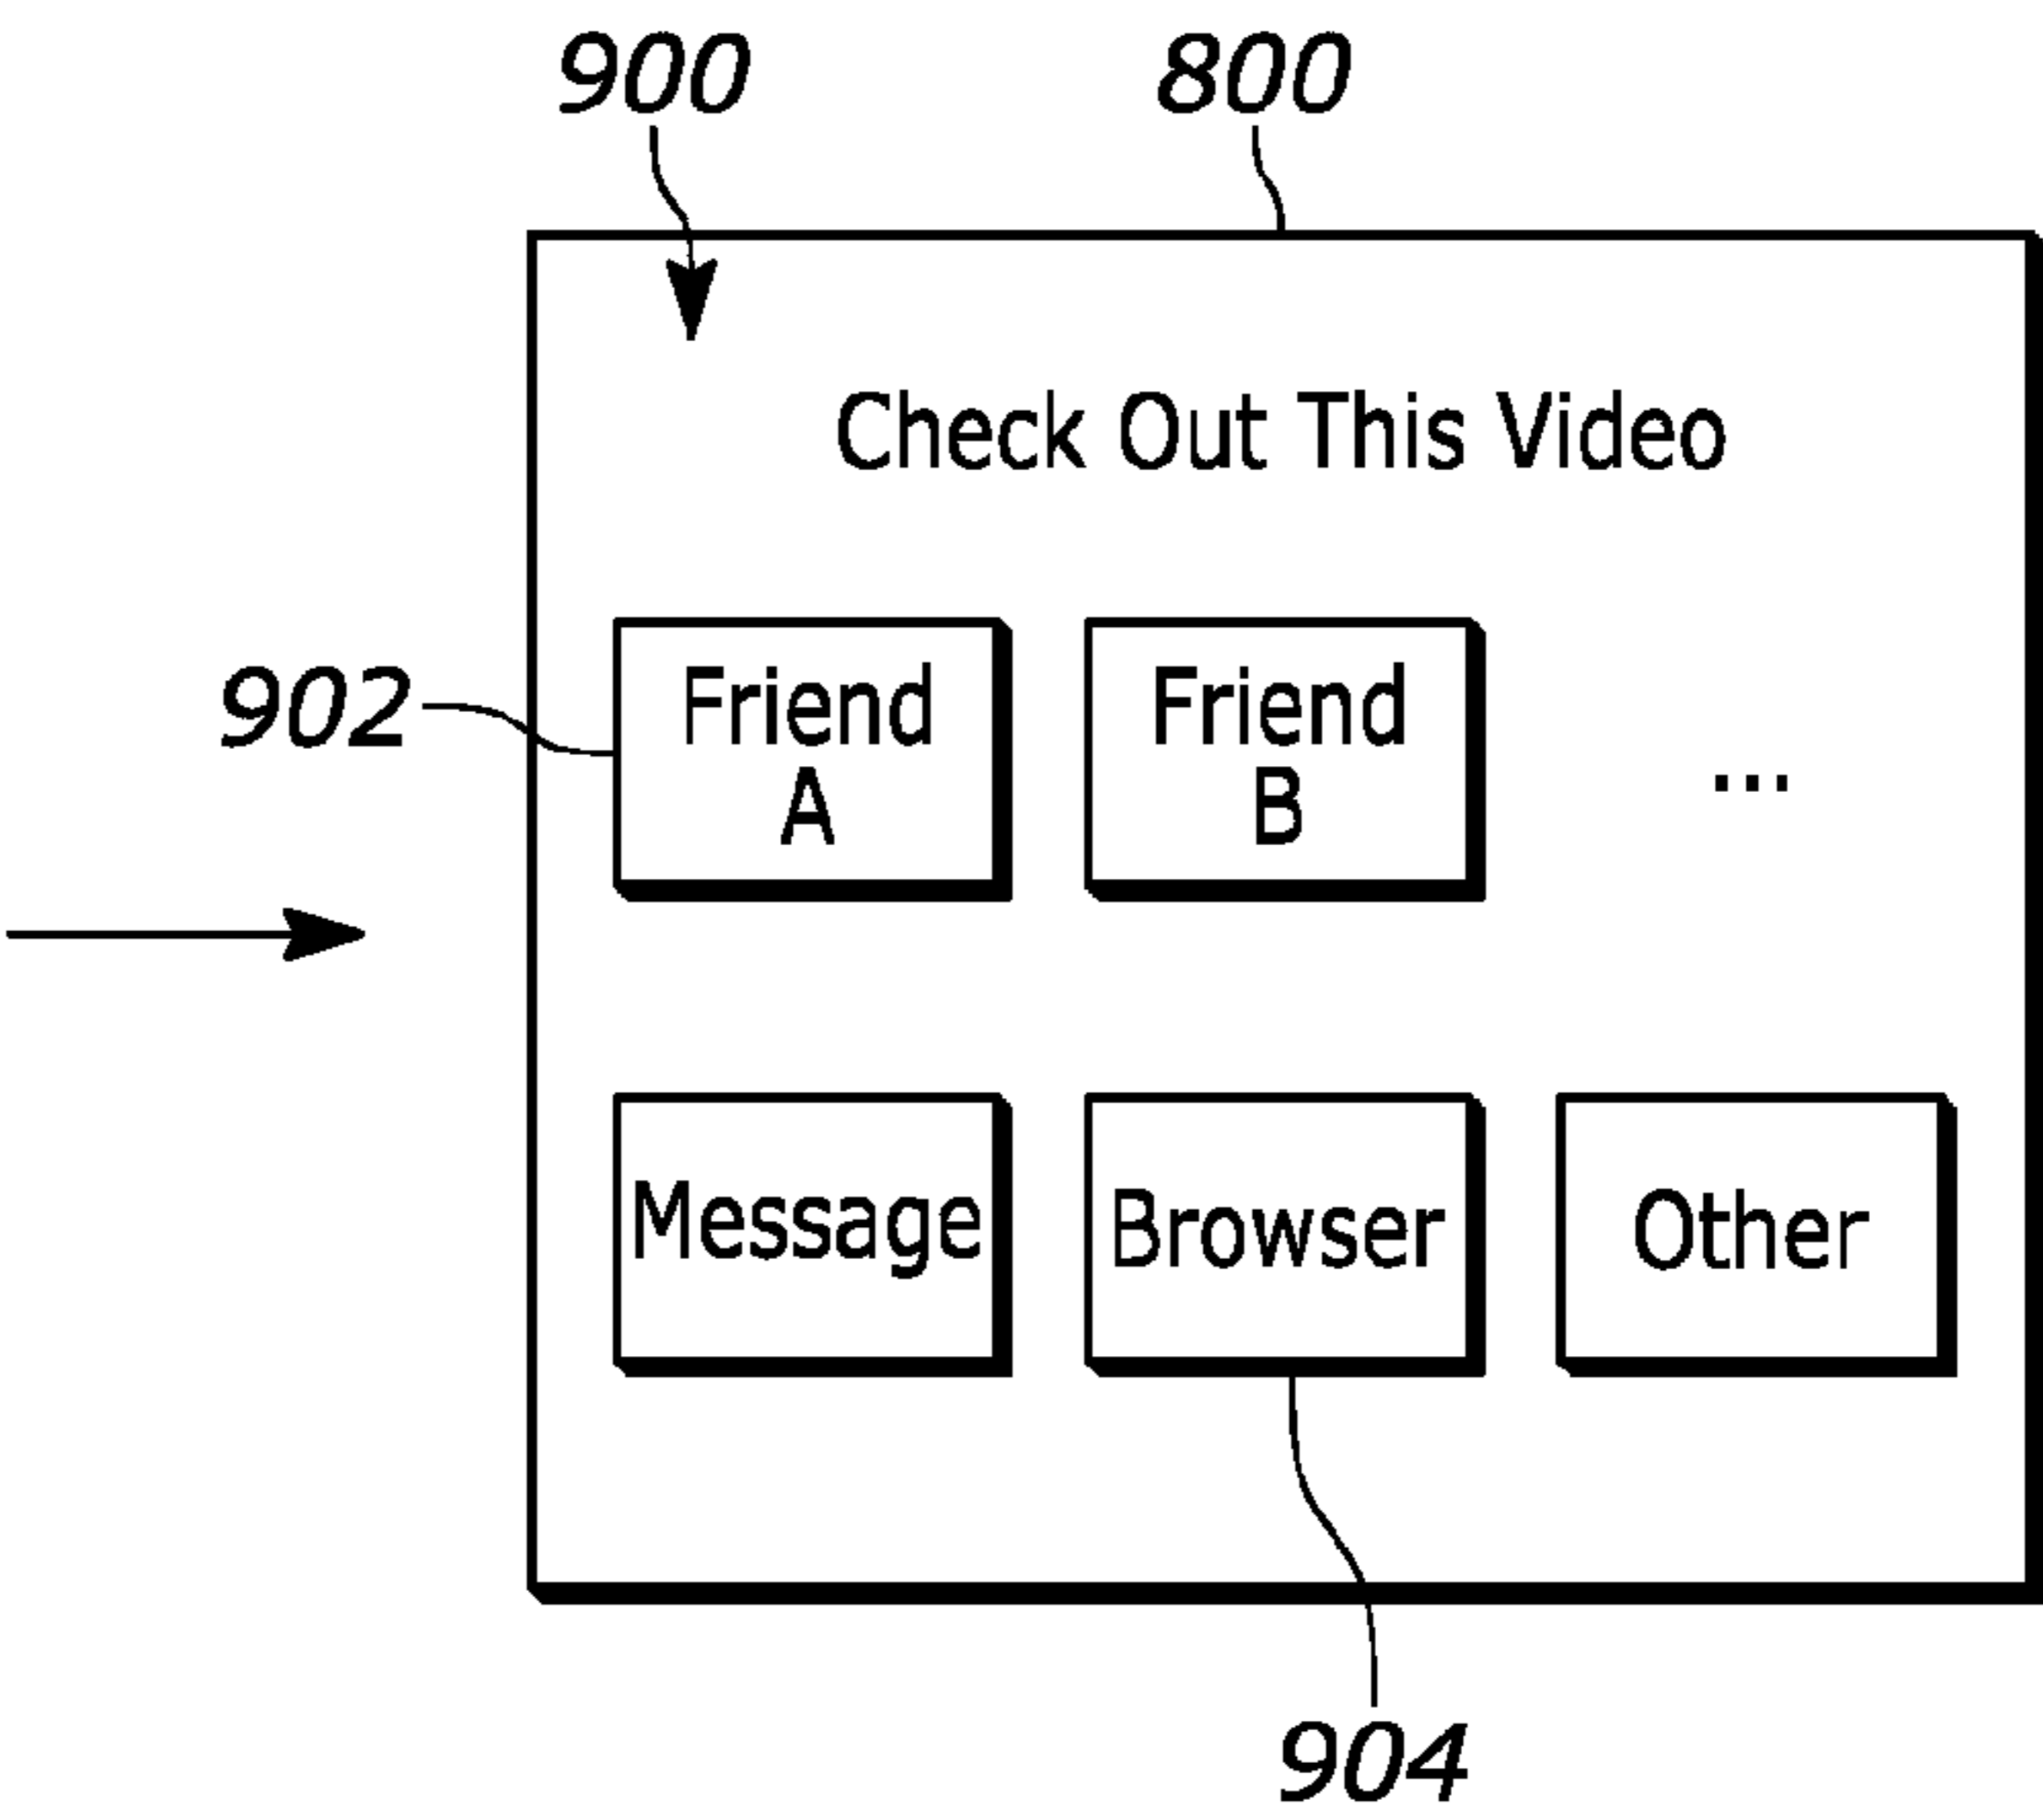 900 800
Check Out This Video
902
Friend
A
Friend
B
...
Message
Browser
Other
904